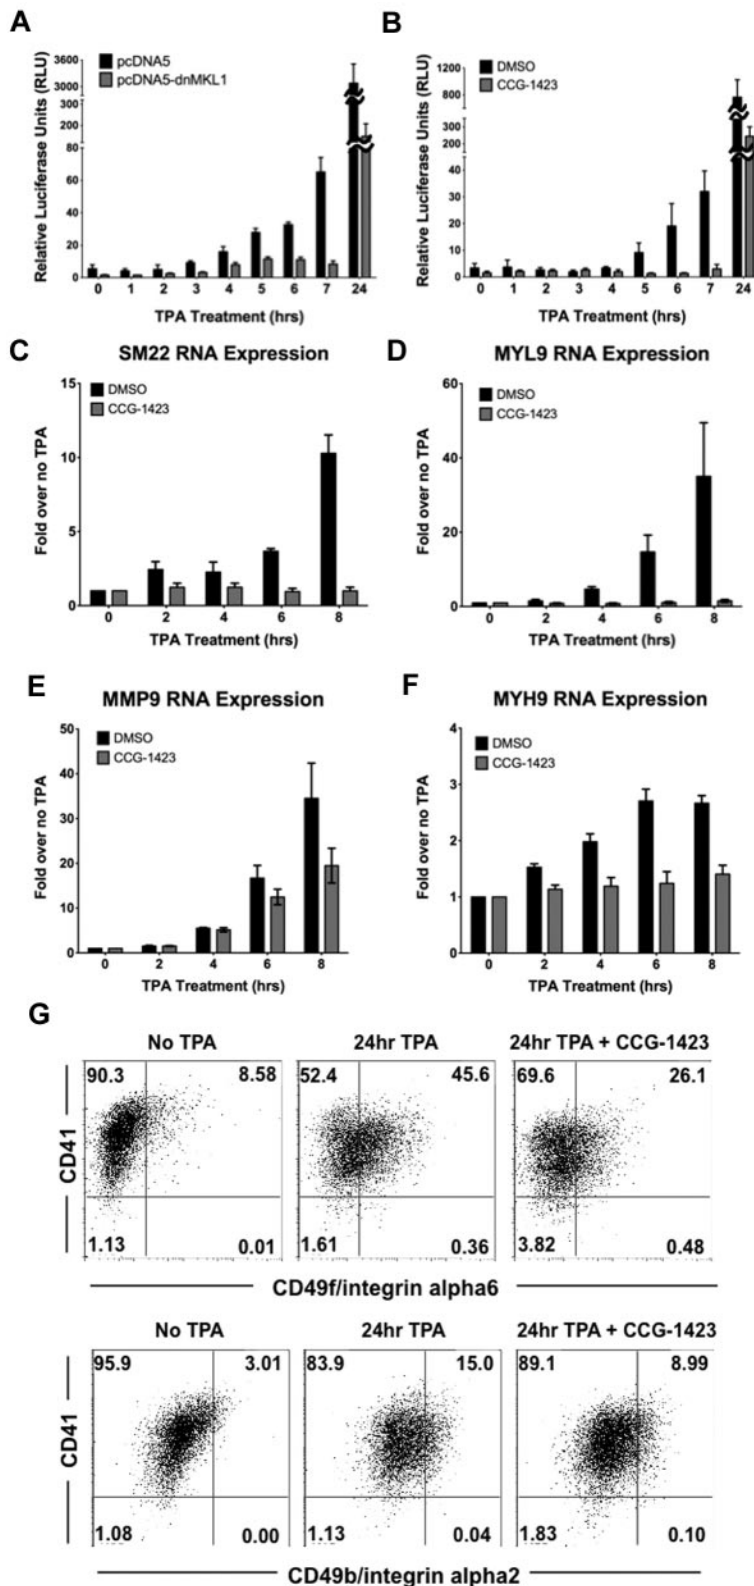 A
Relative Luciferase Units (RLU)
pcDNA5
pcDNA5-dnMKL1
3600
3000
300
200
80
60
40
20
0
0 1 2 3 4 5 6 7 24
TPA Treatment (hrs)
B
Relative Luciferase Units (RLU)
DMSO
CCG-1423
1200
800
300
200
50
40
30
20
10
0
0 1 2 3 4 5 6 7 24
TPA Treatment (hrs)
C
SM22 RNA Expression
DMSO
CCG-1423
Fold over no TPA
15
10
5
0
0 2 4 6 8
TPA Treatment (hrs)
D
MYL9 RNA Expression
DMSO
CCG-1423
Fold over no TPA
60
40
20
0
0 2 4 6 8
TPA Treatment (hrs)
E
MMP9 RNA Expression
DMSO
CCG-1423
Fold over no TPA
50
40
30
20
10
0
0 2 4 6 8
TPA Treatment (hrs)
F
MYH9 RNA Expression
DMSO
CCG-1423
Fold over no TPA
4
3
2
1
0
0 2 4 6 8
TPA Treatment (hrs)
G
No TPA 24hr TPA 24hr TPA + CCG-1423
CD41
90.3 8.58 52.4 45.6 69.6 26.1
1.13 0.01 1.61 0.36 3.82 0.48
CD49f/integrin alpha6
No TPA 24hr TPA 24hr TPA + CCG-1423
CD41
95.9 3.01 83.9 15.0 89.1 8.99
1.08 0.00 1.13 0.04 1.83 0.10
CD49b/integrin alpha2